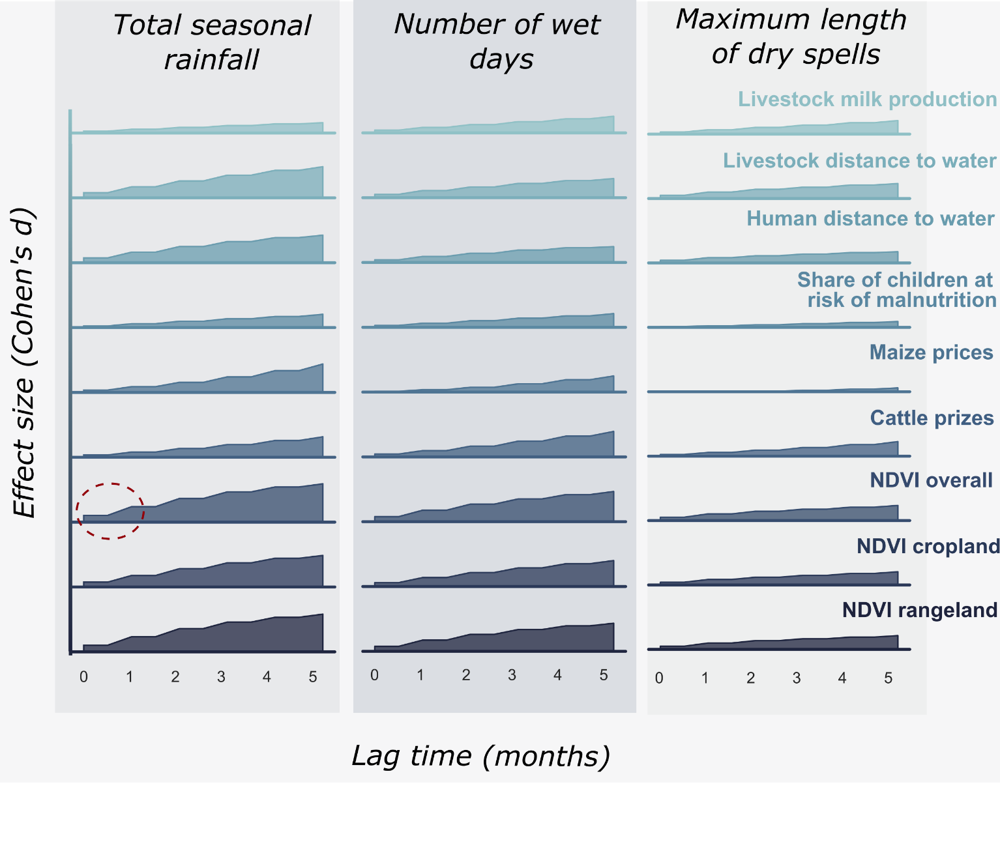 Total seasonal
rainfall
Number of wet
days
Maximum length
of dry spells
Livestock milk production
Livestock distance to water
Human distance to water
Share of children at
risk of malnutrition
Maize prices
Cattle prizes
NDVI overall
NDVI cropland
NDVI rangeland
Effect size (Cohen's d)
0 1 2 3 4 5
0 1 2 3 4 5
0 1 2 3 4 5
Lag time (months)